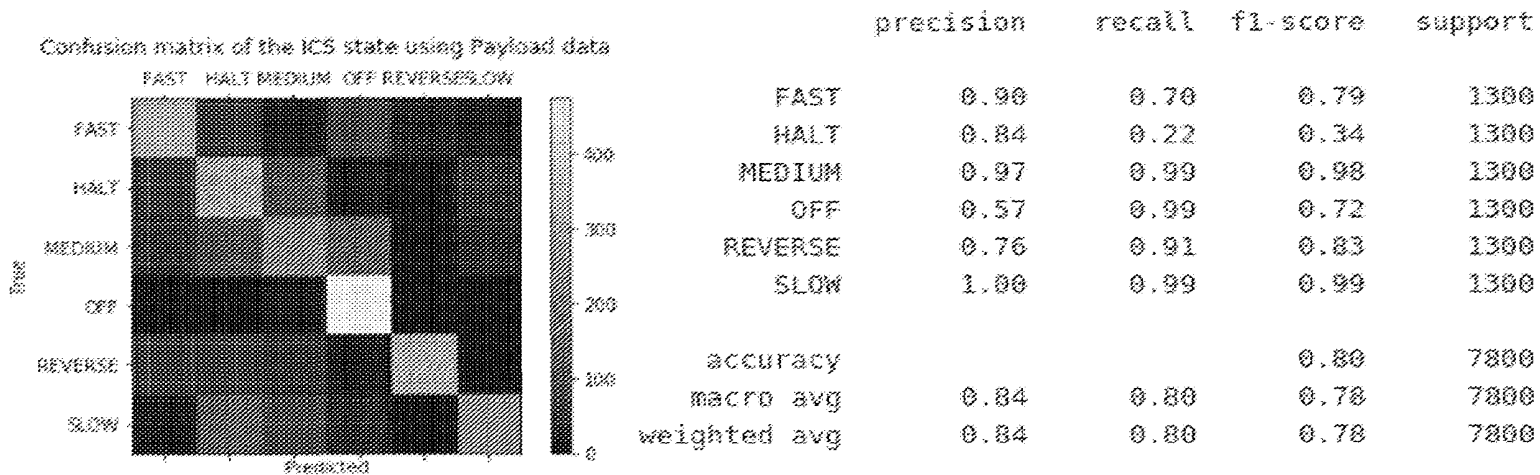 Confusion matrix of the ICS state using Payload data
FAST HALT MEDIUM OFF REVERSE SLOW
FAST
HALT
MEDIUM
OFF
REVERSE
SLOW
True
Predicted
400
300
200
100
0
precision recall f1-score support
FAST 0.90 0.70 0.79 1300
HALT 0.84 0.22 0.34 1300
MEDIUM 0.97 0.99 0.98 1300
OFF 0.57 0.99 0.72 1300
REVERSE 0.76 0.91 0.83 1300
SLOW 1.00 0.99 0.99 1300
accuracy 0.80 7800
macro avg 0.84 0.80 0.78 7800
weighted avg 0.84 0.80 0.78 7800